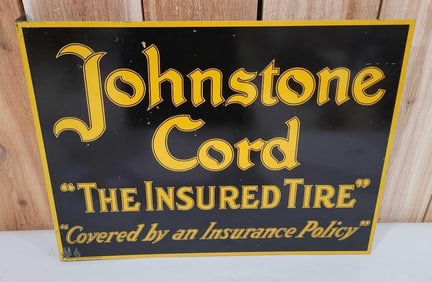 Johnstone
Cord
"THE INSURED TIRE"
"Covered by an Insurance Policy"